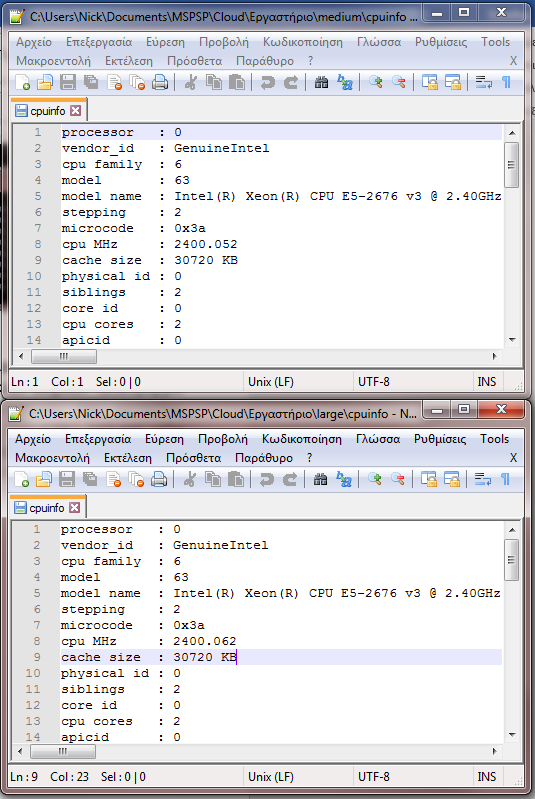 C:\Users\Nick\Documents\MSPSP\Cloud\Εργαστήριο\medium\cpuinfo ...
Αρχείο Επεξεργασία Εύρεση Προβολή Κωδικοποίηση Γλώσσα Ρυθμίσεις Tools
Μακροεντολή Εκτέλεση Πρόσθετα Παράθυρο ? X
cpuinfo
1 processor : 0
2 vendor_id : GenuineIntel
3 cpu family : 6
4 model : 63
5 model name : Intel(R) Xeon(R) CPU E5-2676 v3 @ 2.40GHz
6 stepping : 2
7 microcode : 0x3a
8 cpu MHz : 2400.052
9 cache size : 30720 KB
10 physical id : 0
11 siblings : 2
12 core id : 0
13 cpu cores : 2
14 apicid : 0
Ln : 1 Col : 1 Sel : 0 | 0 Unix (LF) UTF-8 INS
C:\Users\Nick\Documents\MSPSP\Cloud\Εργαστήριο\large\cpuinfo - N...
Αρχείο Επεξεργασία Εύρεση Προβολή Κωδικοποίηση Γλώσσα Ρυθμίσεις Tools
Μακροεντολή Εκτέλεση Πρόσθετα Παράθυρο ? X
cpuinfo
1 processor : 0
2 vendor_id : GenuineIntel
3 cpu family : 6
4 model : 63
5 model name : Intel(R) Xeon(R) CPU E5-2676 v3 @ 2.40GHz
6 stepping : 2
7 microcode : 0x3a
8 cpu MHz : 2400.062
9 cache size : 30720 KB
10 physical id : 0
11 siblings : 2
12 core id : 0
13 cpu cores : 2
14 apicid : 0
Ln : 9 Col : 23 Sel : 0 | 0 Unix (LF) UTF-8 INS